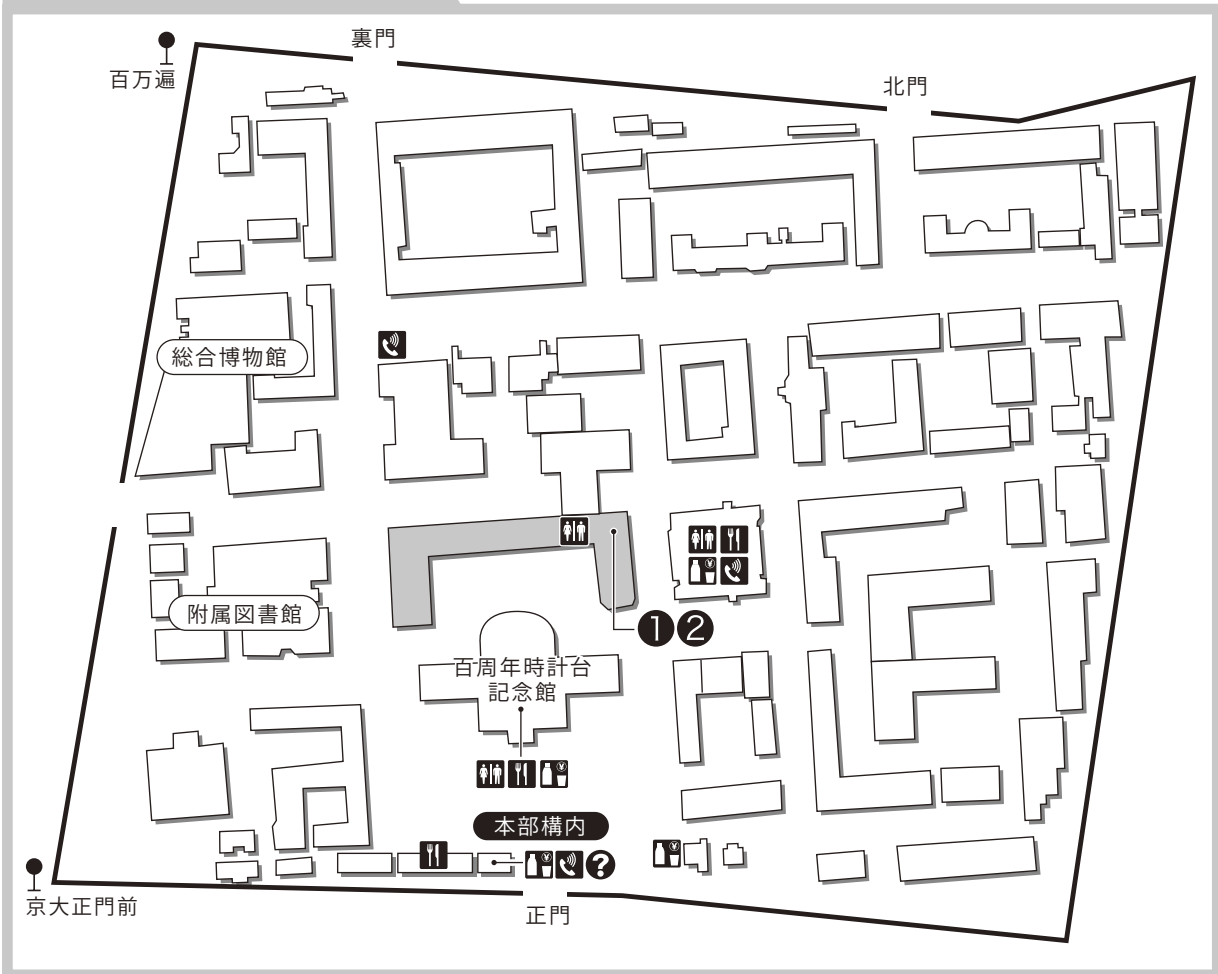 裏門
百万遍
北門
総合博物館
附属図書館
❶❷
百周年時計台
記念館
本部構内
?
京大正門前
正門